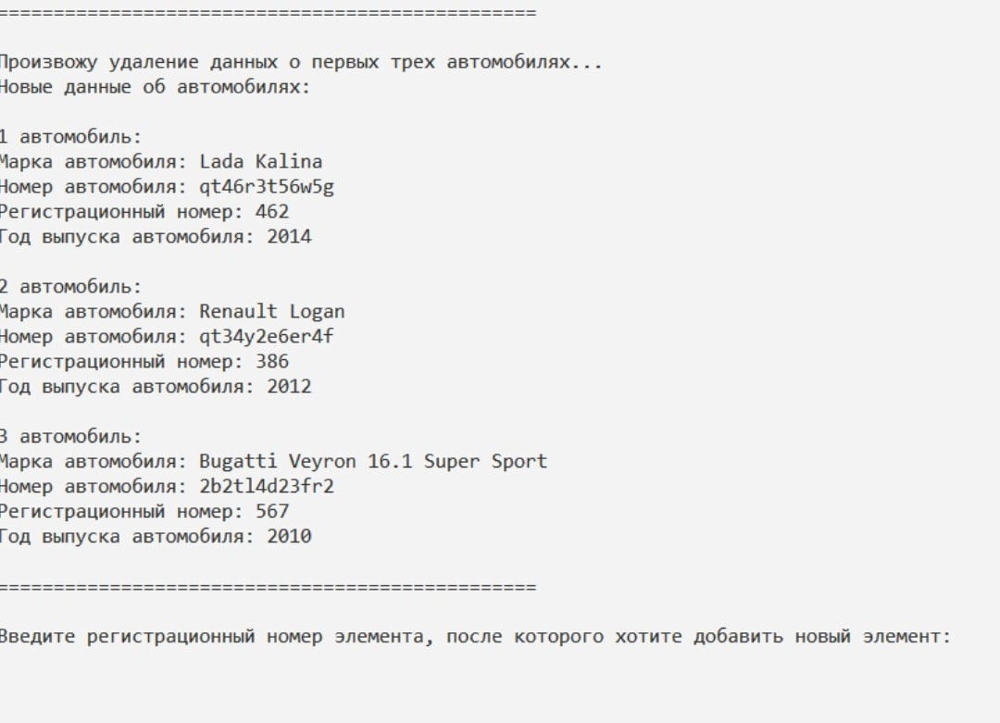 ================================================
Произвожу удаление данных о первых трех автомобилях...
Новые данные об автомобилях:
1 автомобиль:
Марка автомобиля: Lada Kalina
Номер автомобиля: qt46r3t56w5g
Регистрационный номер: 462
Год выпуска автомобиля: 2014
2 автомобиль:
Марка автомобиля: Renault Logan
Номер автомобиля: qt34y2e6er4f
Регистрационный номер: 386
Год выпуска автомобиля: 2012
3 автомобиль:
Марка автомобиля: Bugatti Veyron 16.1 Super Sport
Номер автомобиля: 2b2tl4d23fr2
Регистрационный номер: 567
Год выпуска автомобиля: 2010
================================================
Введите регистрационный номер элемента, после которого хотите добавить новый элемент: